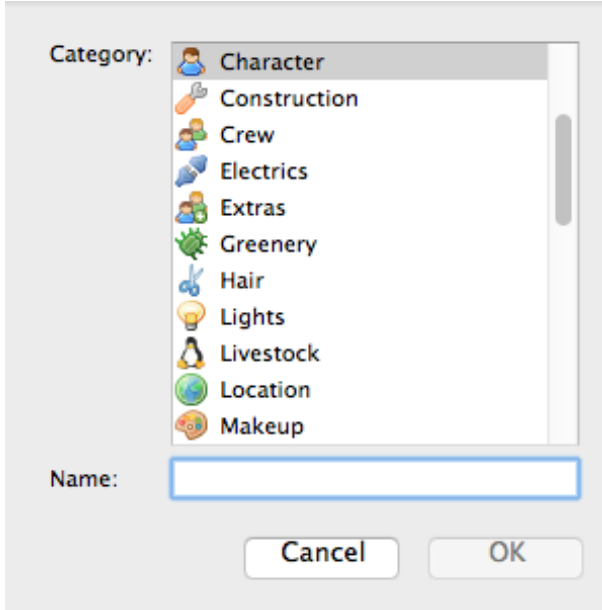 Category:
Character
Construction
Crew
Electrics
Extras
Greenery
Hair
Lights
Livestock
Location
Makeup
Name:
Cancel
OK